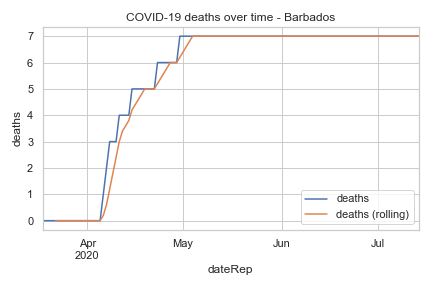 COVID-19 deaths over time - Barbados
deaths
7
6
5
4
3
2
1
0
Apr
2020
May
Jun
Jul
dateRep
deaths
deaths (rolling)